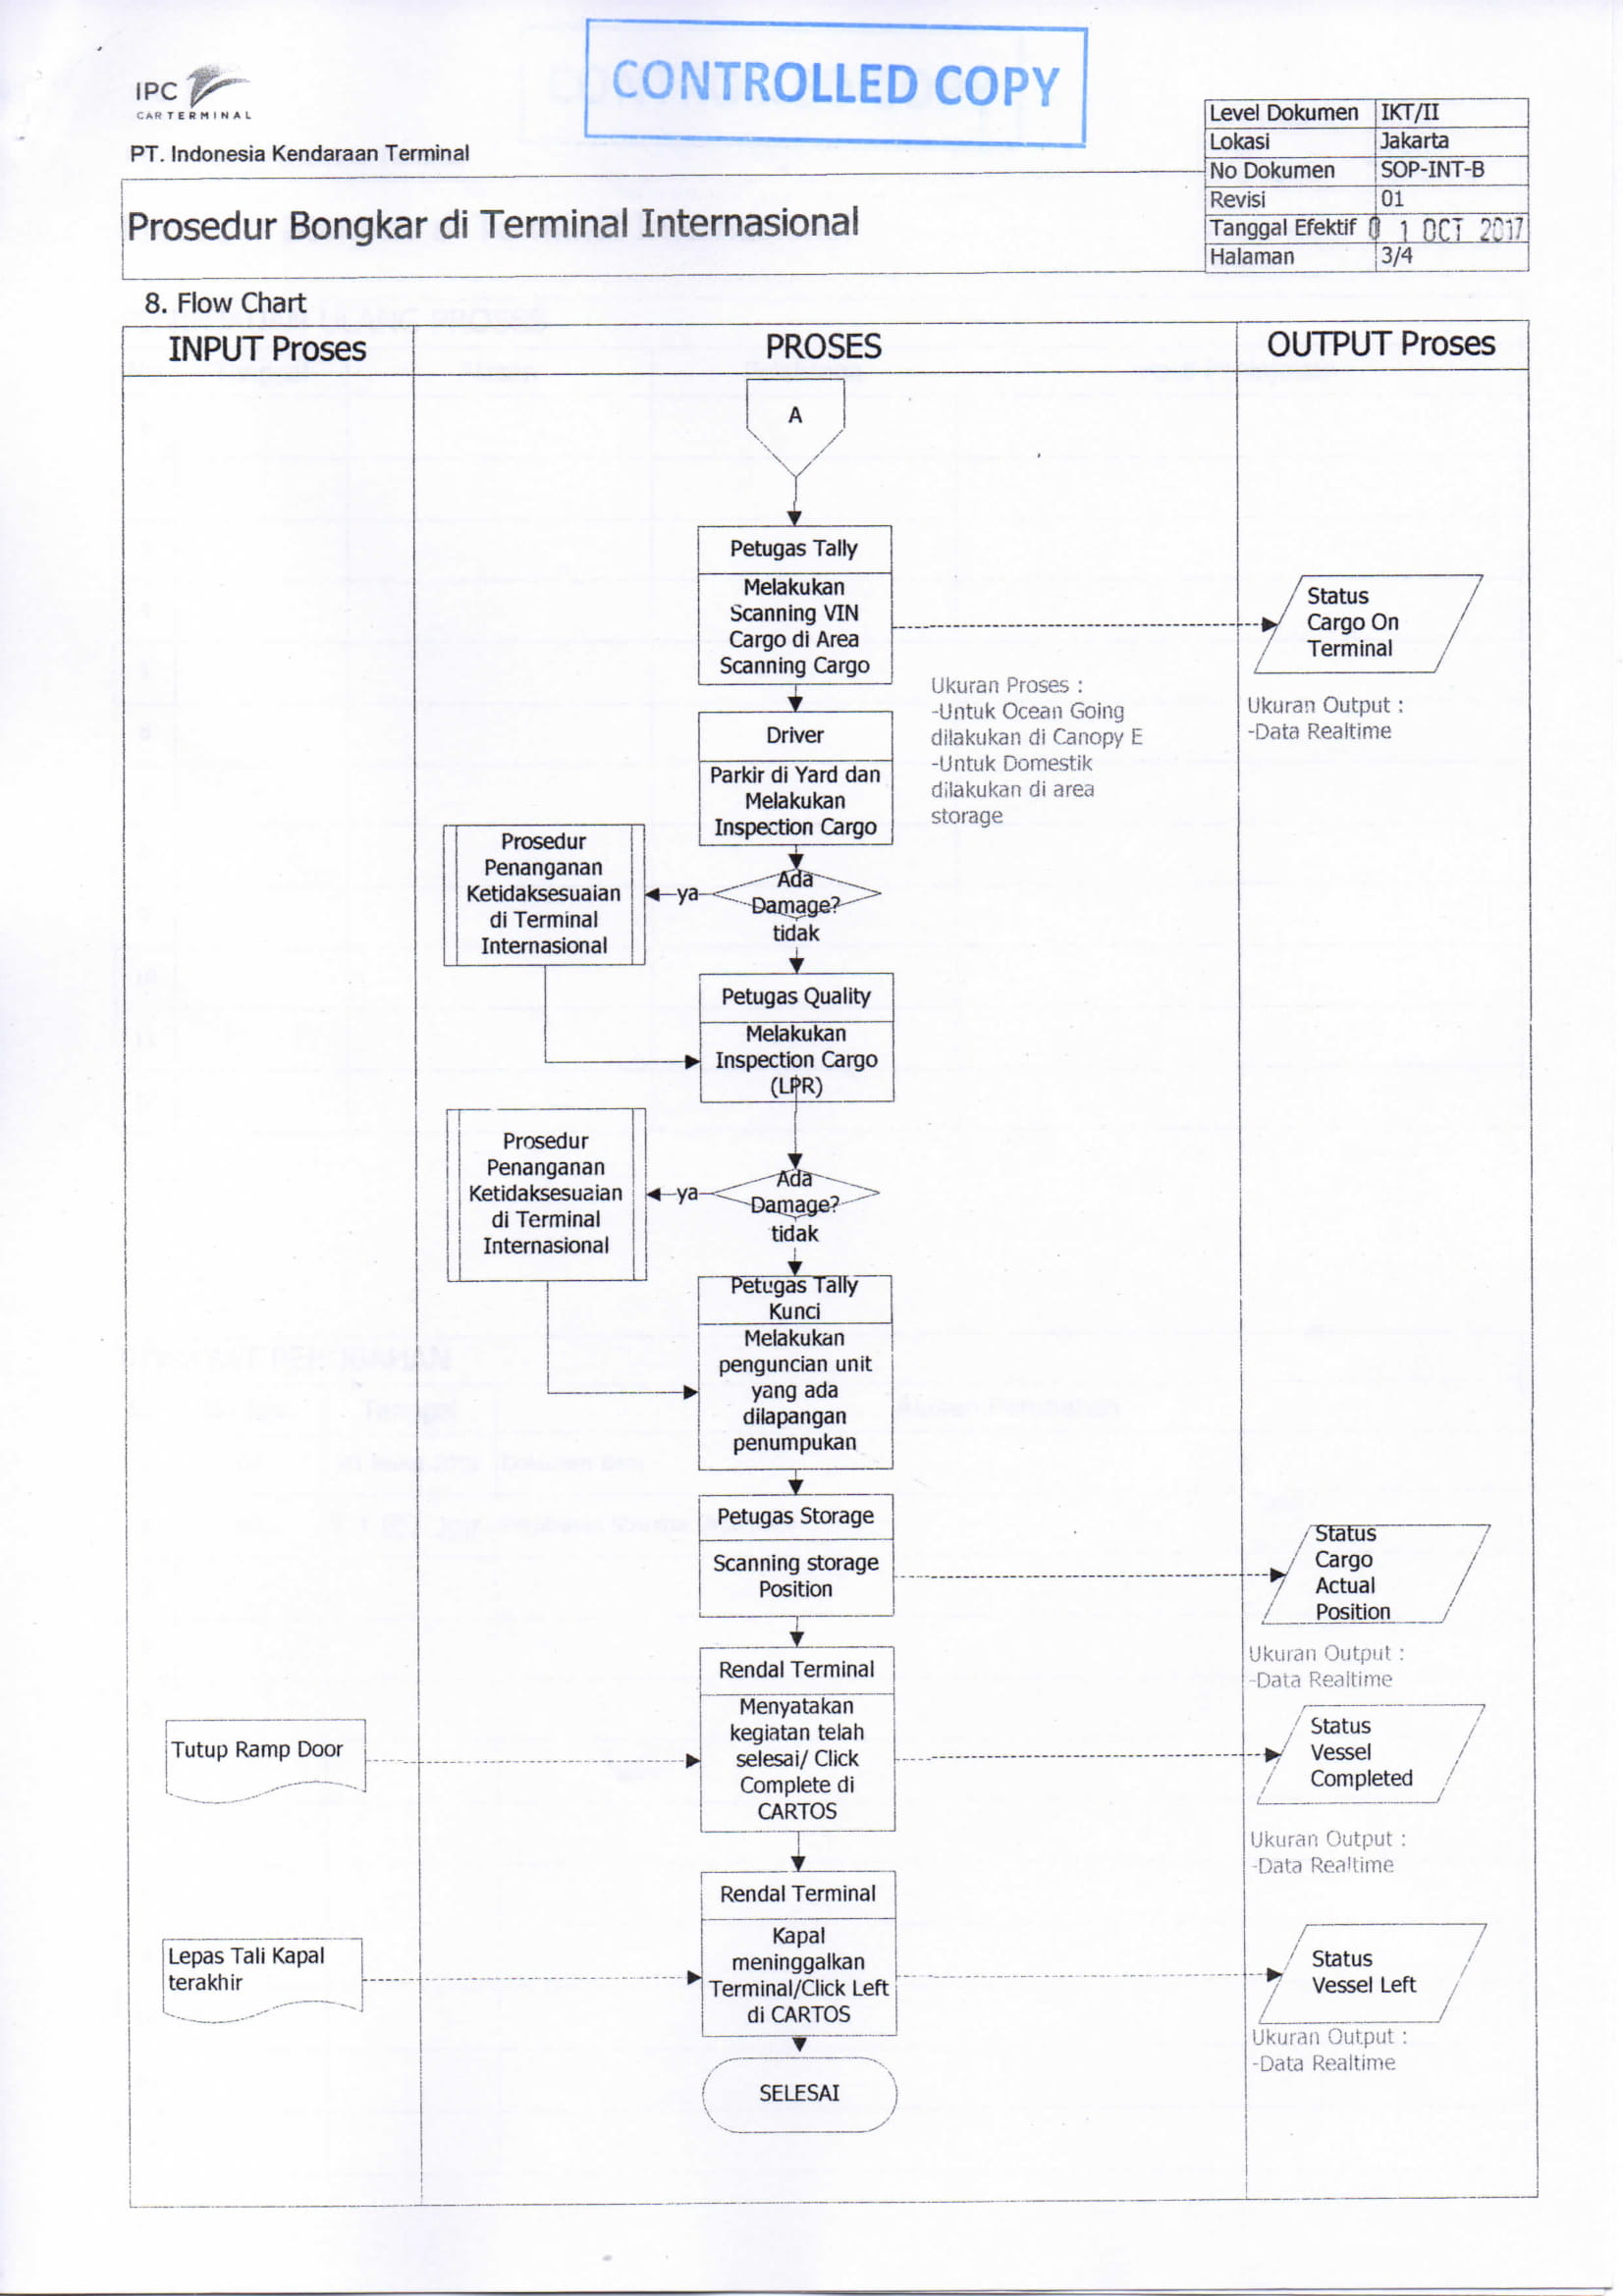 CONTROLLED COPY
IPC
CAR TERMINAL
PT. Indonesia Kendaraan Terminal
Prosedur Bongkar di Terminal Internasional
Level Dokumen IKT/II
Lokasi Jakarta
No Dokumen SOP-INT-B
Revisi 01
Tanggal Efektif 0 1 OCT 2017
Halaman 3/4
8. Flow Chart
INPUT Proses PROSES OUTPUT Proses
A
Petugas Tally
Melakukan
Scanning VIN
Cargo di Area
Scanning Cargo
Status
Cargo On
Terminal
Ukuran Output :
-Data Realtime
Ukuran Proses :
-Untuk Ocean Going
dilakukan di Canopy E
-Untuk Domestik
dilakukan di area
storage
Driver
Parkir di Yard dan
Melakukan
Inspection Cargo
Ada
Damage?
ya
tidak
Prosedur
Penanganan
Ketidaksesuaian
di Terminal
Internasional
Petugas Quality
Melakukan
Inspection Cargo
(LPR)
Ada
Damage?
ya
tidak
Prosedur
Penanganan
Ketidaksesuaian
di Terminal
Internasional
Petugas Tally
Kunci
Melakukan
penguncian unit
yang ada
dilapangan
penumpukan
Petugas Storage
Scanning storage
Position
Status
Cargo
Actual
Position
Ukuran Output :
-Data Realtime
Rendal Terminal
Menyatakan
kegiatan telah
selesai/ Click
Complete di
CARTOS
Tutup Ramp Door
Status
Vessel
Completed
Ukuran Output :
-Data Realtime
Rendal Terminal
Kapal
meninggalkan
Terminal/Click Left
di CARTOS
Lepas Tali Kapal
terakhir
Status
Vessel Left
Ukuran Output :
-Data Realtime
SELESAI